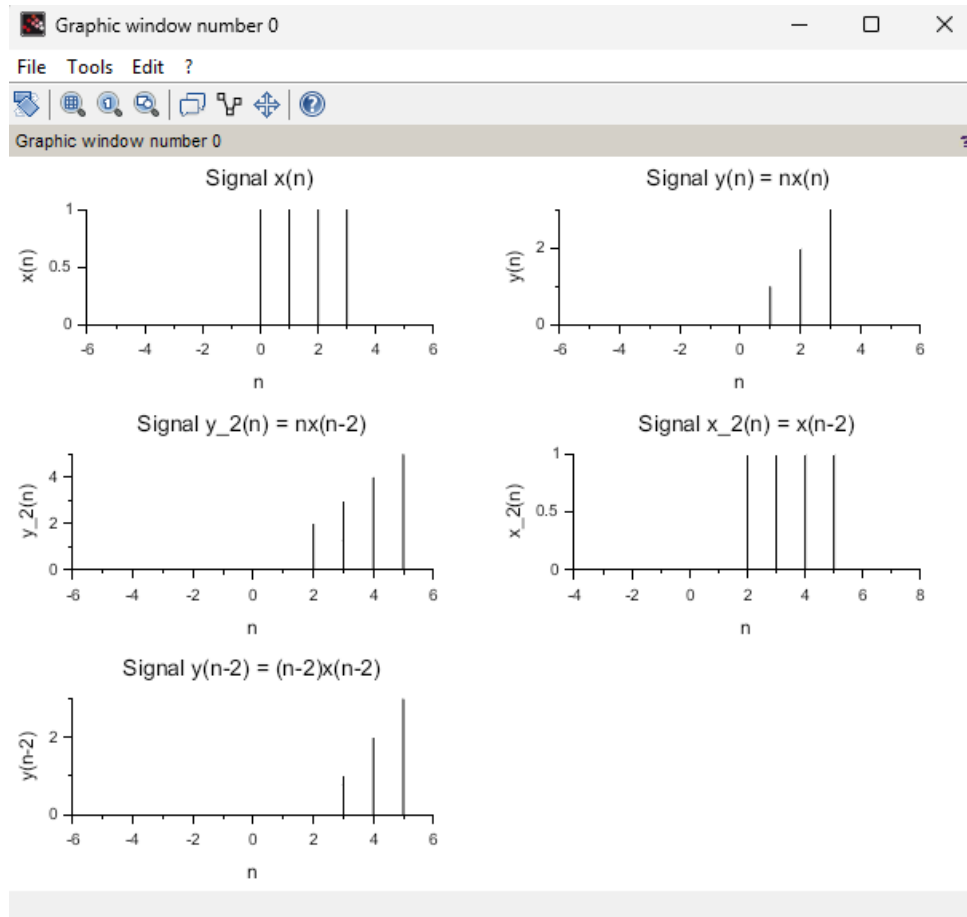 Graphic window number 0
File Tools Edit ?
Graphic window number 0 ?
Signal x(n)
x(n)
1
0.5
0
-6 -4 -2 0 2 4 6
n
Signal y(n) = nx(n)
y(n)
2
0
-6 -4 -2 0 2 4 6
n
Signal y_2(n) = nx(n-2)
y_2(n)
4
2
0
-6 -4 -2 0 2 4 6
n
Signal x_2(n) = x(n-2)
x_2(n)
1
0.5
0
-4 -2 0 2 4 6 8
n
Signal y(n-2) = (n-2)x(n-2)
y(n-2)
2
0
-6 -4 -2 0 2 4 6
n